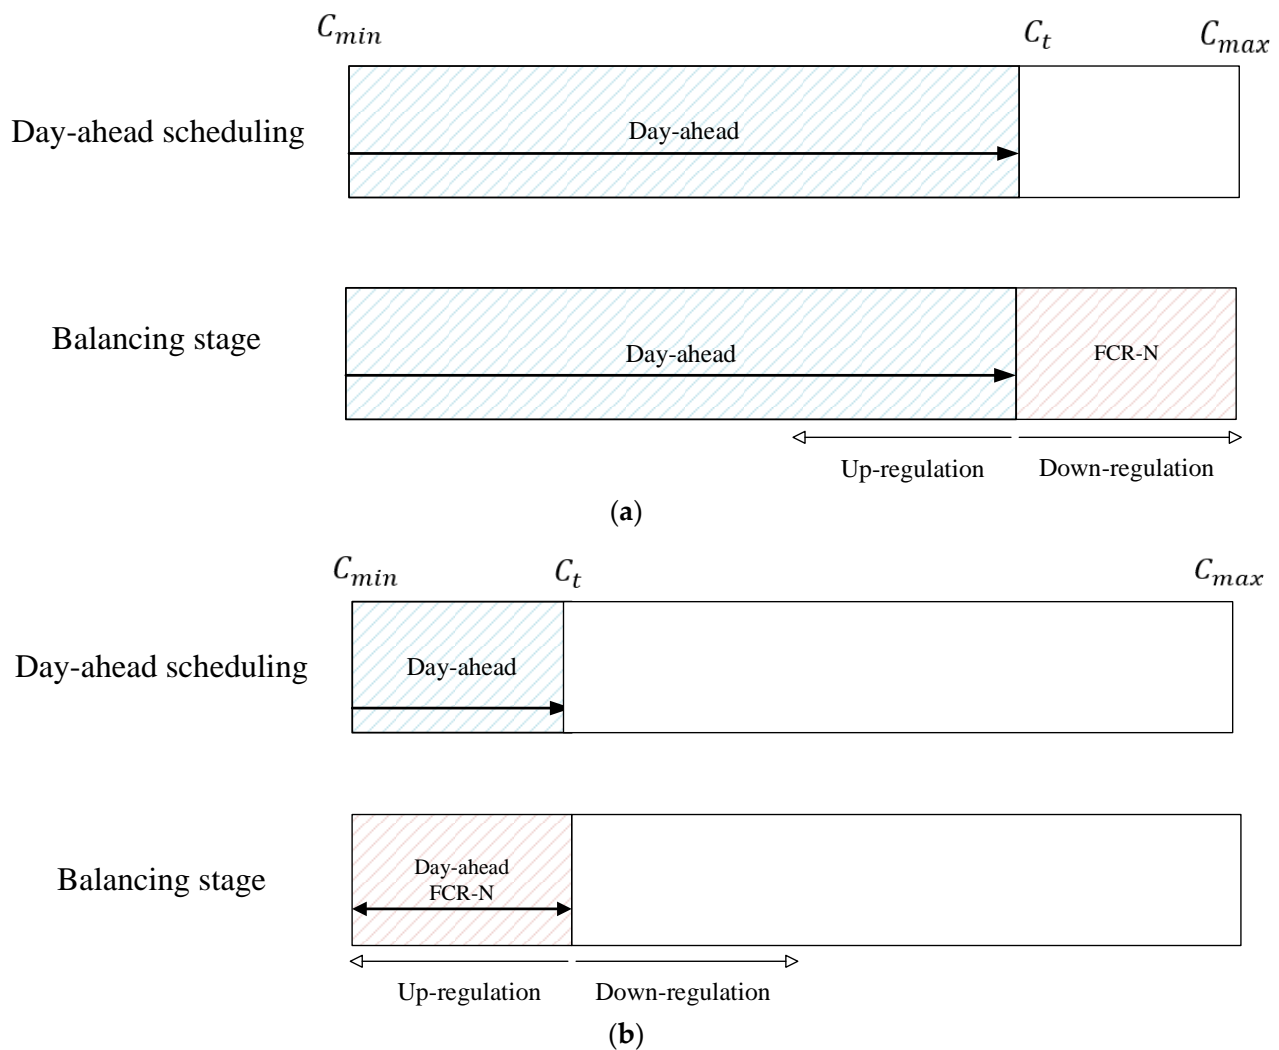 C_min C_t C_max
Day-ahead scheduling
Day-ahead
Balancing stage
Day-ahead
FCR-N
Up-regulation Down-regulation
(a)
C_min C_t C_max
Day-ahead scheduling
Day-ahead
Balancing stage
Day-ahead
FCR-N
Up-regulation Down-regulation
(b)